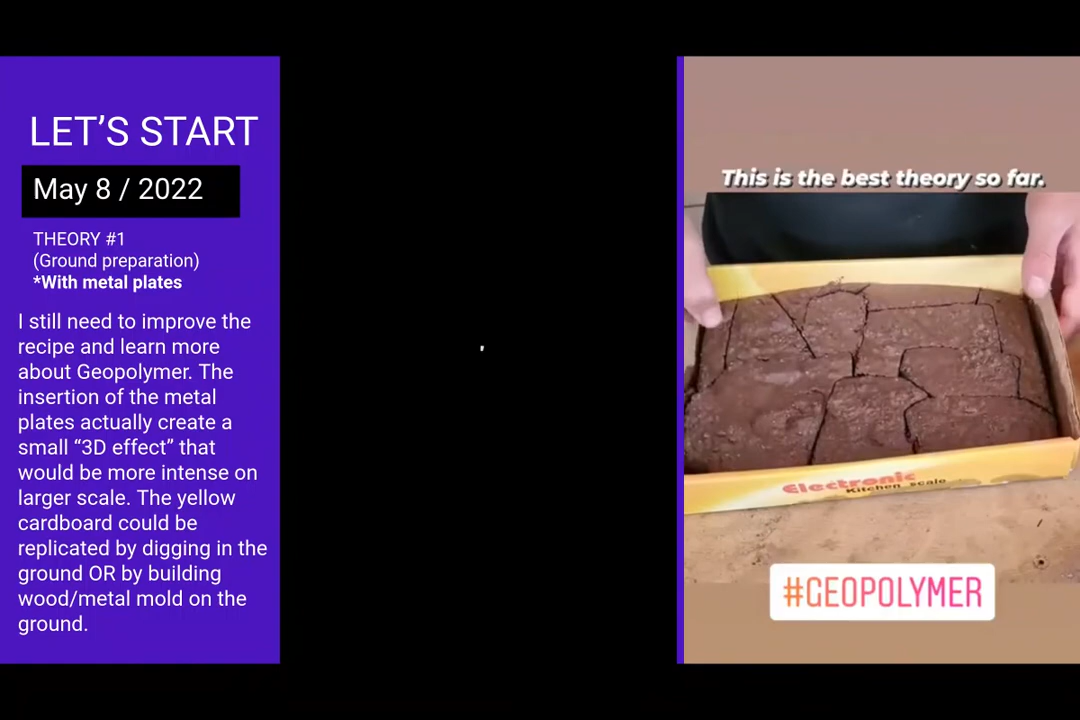 LET’S START
May 8 / 2022
THEORY #1
(Ground preparation)
*With metal plates
I still need to improve the
recipe and learn more
about Geopolymer. The
insertion of the metal
plates actually create a
small “3D effect” that
would be more intense on
larger scale. The yellow
cardboard could be
replicated by digging in the
ground OR by building
wood/metal mold on the
ground.
This is the best theory so far.
Electronic
Kitchen scale
#GEOPOLYMER